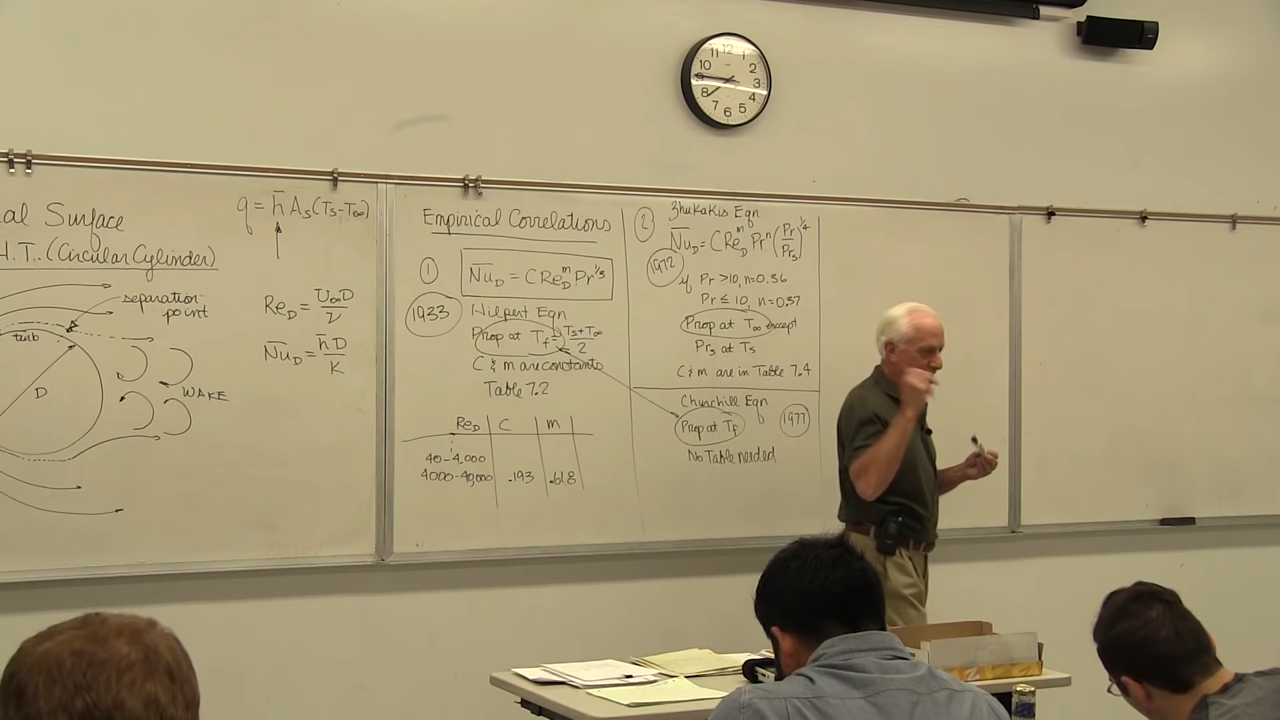 al Surface
H.T. (Circular Cylinder)
separation
point
turb
D
WAKE
q = h̄ As(Ts-T∞)
ReD = U∞D/ν
N̄uD = h̄D/K
Empirical Correlations
① N̄uD = C ReD^m Pr^1/3
1933 Hilpert Eqn
Prop at Tf = Ts+T∞/2
C & m are constants
Table 7.2
ReD C m
40-4,000
4000-40,000 .193 .618
② Zhukakis Eqn
N̄uD = C ReD^m Pr^n (Pr/Prs)^1/4
1972
if Pr >10, n=0.36
Pr ≤ 10, n=0.37
Prop at T∞ except
Prs at Ts
C & m are in Table 7.4
Churchill Eqn
Prop at Tf 1977
No Table needed
12
1
2
3
4
5
6
7
8
9
10
11